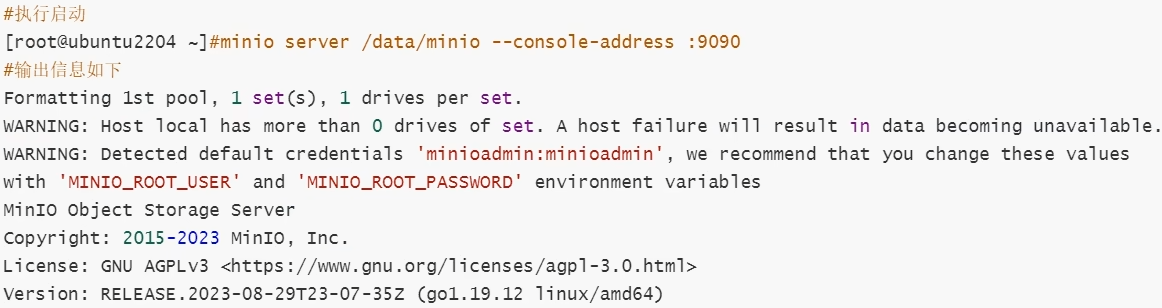 #执行启动
[root@ubuntu2204 ~]#minio server /data/minio --console-address :9090
#输出信息如下
Formatting 1st pool, 1 set(s), 1 drives per set.
WARNING: Host local has more than 0 drives of set. A host failure will result in data becoming unavailable.
WARNING: Detected default credentials 'minioadmin:minioadmin', we recommend that you change these values
with 'MINIO_ROOT_USER' and 'MINIO_ROOT_PASSWORD' environment variables
MinIO Object Storage Server
Copyright: 2015-2023 MinIO, Inc.
License: GNU AGPLv3 <https://www.gnu.org/licenses/agpl-3.0.html>
Version: RELEASE.2023-08-29T23-07-35Z (go1.19.12 linux/amd64)